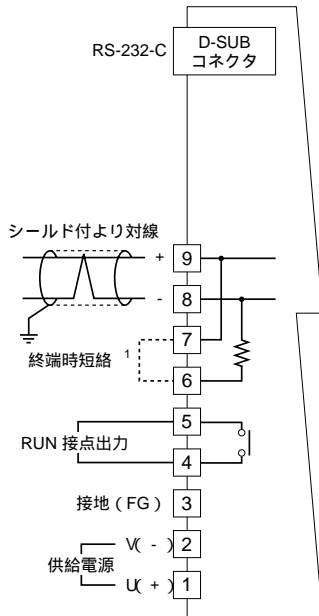 RS-232-C
D-SUB
コネクタ
シールド付より対線
+ 9
- 8
7
終端時短絡 1
6
5
RUN 接点出力
4
接地(FG) 3
V( - ) 2
供給電源
U( + ) 1